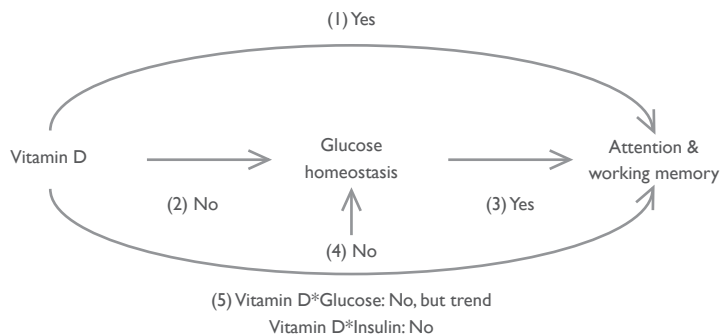 (1) Yes
Vitamin D
Glucose
homeostasis
Attention &
working memory
(2) No
(3) Yes
(4) No
(5) Vitamin D*Glucose: No, but trend
Vitamin D*Insulin: No